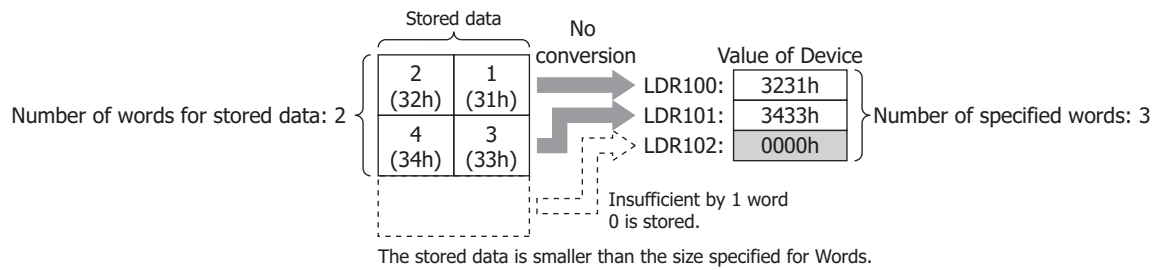 Stored data
No
conversion
Value of Device
2
(32h)
1
(31h)
LDR100:
3231h
Number of words for stored data: 2
LDR101:
3433h
Number of specified words: 3
4
(34h)
3
(33h)
LDR102:
0000h
Insufficient by 1 word
0 is stored.
The stored data is smaller than the size specified for Words.